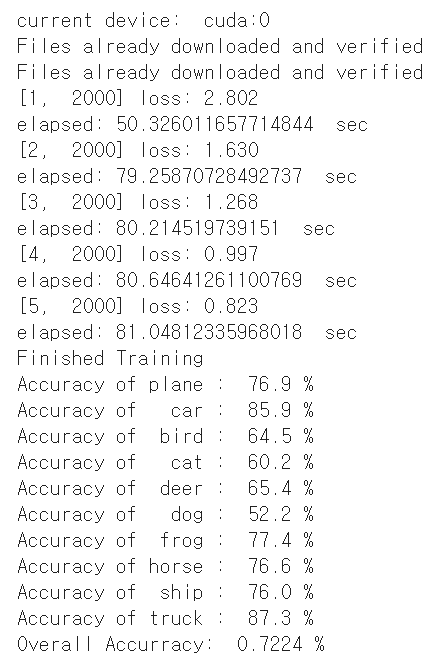 current device:  cuda:0
Files already downloaded and verified
Files already downloaded and verified
[1,  2000] loss: 2.802
elapsed: 50.326011657714844  sec
[2,  2000] loss: 1.630
elapsed: 79.25870728492737  sec
[3,  2000] loss: 1.268
elapsed: 80.214519739151  sec
[4,  2000] loss: 0.997
elapsed: 80.64641261100769  sec
[5,  2000] loss: 0.823
elapsed: 81.04812335968018  sec
Finished Training
Accuracy of plane :  76.9 %
Accuracy of   car :  85.9 %
Accuracy of  bird :  64.5 %
Accuracy of   cat :  60.2 %
Accuracy of  deer :  65.4 %
Accuracy of   dog :  52.2 %
Accuracy of  frog :  77.4 %
Accuracy of horse :  76.6 %
Accuracy of  ship :  76.0 %
Accuracy of truck :  87.3 %
Overall Accurracy:  0.7224 %